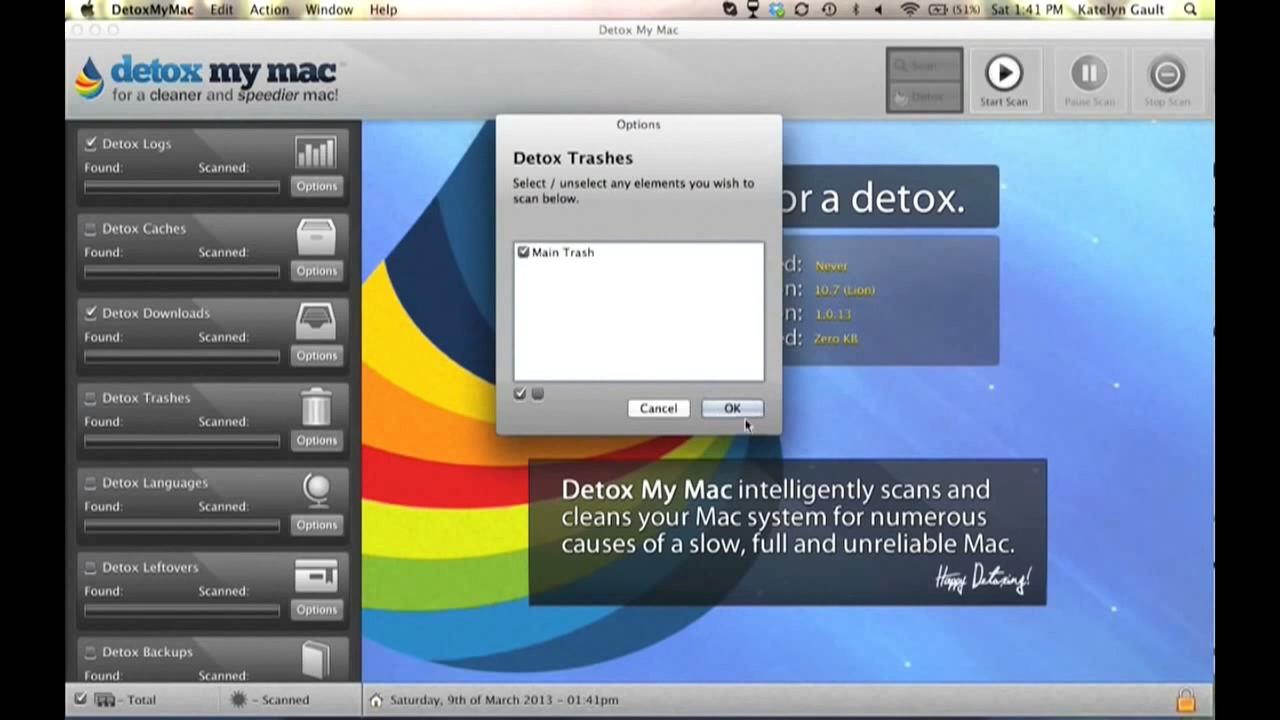 DetoxMyMac Edit Action Window Help (51%) Sat 1:41 PM Katelyn Gault
Detox My Mac
detox my mac™
for a cleaner and speedier mac!
Scan
Detox
Start Scan
Pause Scan
Stop Scan
Detox Logs
Found: Scanned:
Options
Detox Caches
Found: Scanned:
Options
Detox Downloads
Found: Scanned:
Options
Detox Trashes
Found: Scanned:
Options
Detox Languages
Found: Scanned:
Options
Detox Leftovers
Found: Scanned:
Options
Detox Backups
Found: Scanned:
Options
Detox Trashes
Select / unselect any elements you wish to
scan below.
Main Trash
Cancel OK
or a detox.
d: Never
n: 10.7 (Lion)
n: 1.0.13
d: Zero KB
Detox My Mac intelligently scans and
cleans your Mac system for numerous
causes of a slow, full and unreliable Mac.
Happy Detoxing!
– Total – Scanned
Saturday, 9th of March 2013 – 01:41pm